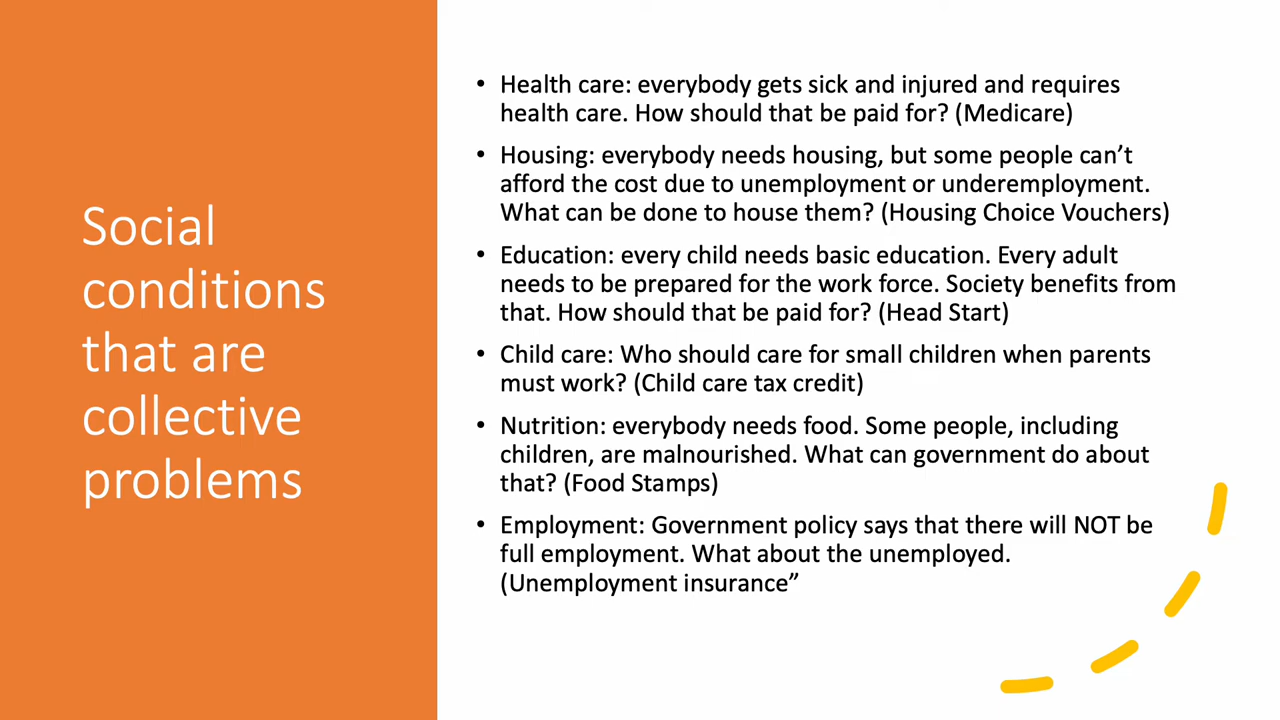 Social
conditions
that are
collective
problems
• Health care: everybody gets sick and injured and requires
health care. How should that be paid for? (Medicare)
• Housing: everybody needs housing, but some people can’t
afford the cost due to unemployment or underemployment.
What can be done to house them? (Housing Choice Vouchers)
• Education: every child needs basic education. Every adult
needs to be prepared for the work force. Society benefits from
that. How should that be paid for? (Head Start)
• Child care: Who should care for small children when parents
must work? (Child care tax credit)
• Nutrition: everybody needs food. Some people, including
children, are malnourished. What can government do about
that? (Food Stamps)
• Employment: Government policy says that there will NOT be
full employment. What about the unemployed.
(Unemployment insurance”